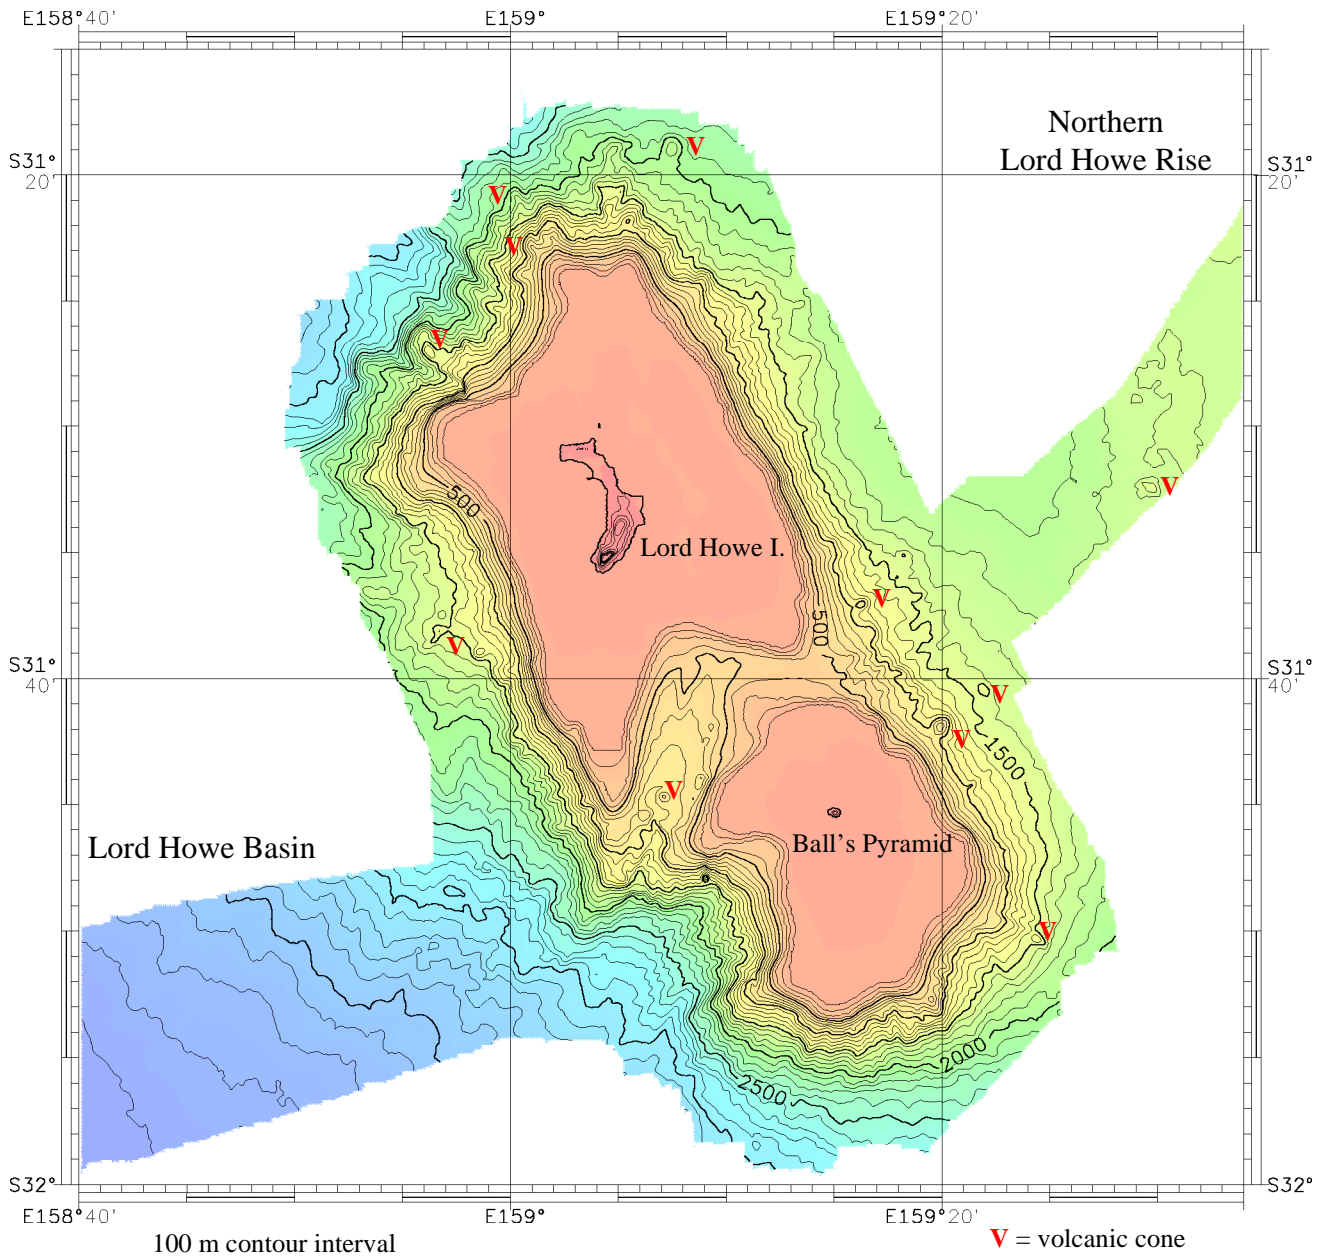 E158°40'
E159°
E159°20'
Northern
Lord Howe Rise
S31°
20'
S31°
20'
V
V
V
V
V
500
Lord Howe I.
V
500
V
S31°
40'
S31°
40'
V
V
1500
V
Ball's Pyramid
Lord Howe Basin
V
2000
2500
S32°
S32°
E158°40'
E159°
E159°20'
100 m contour interval
V = volcanic cone